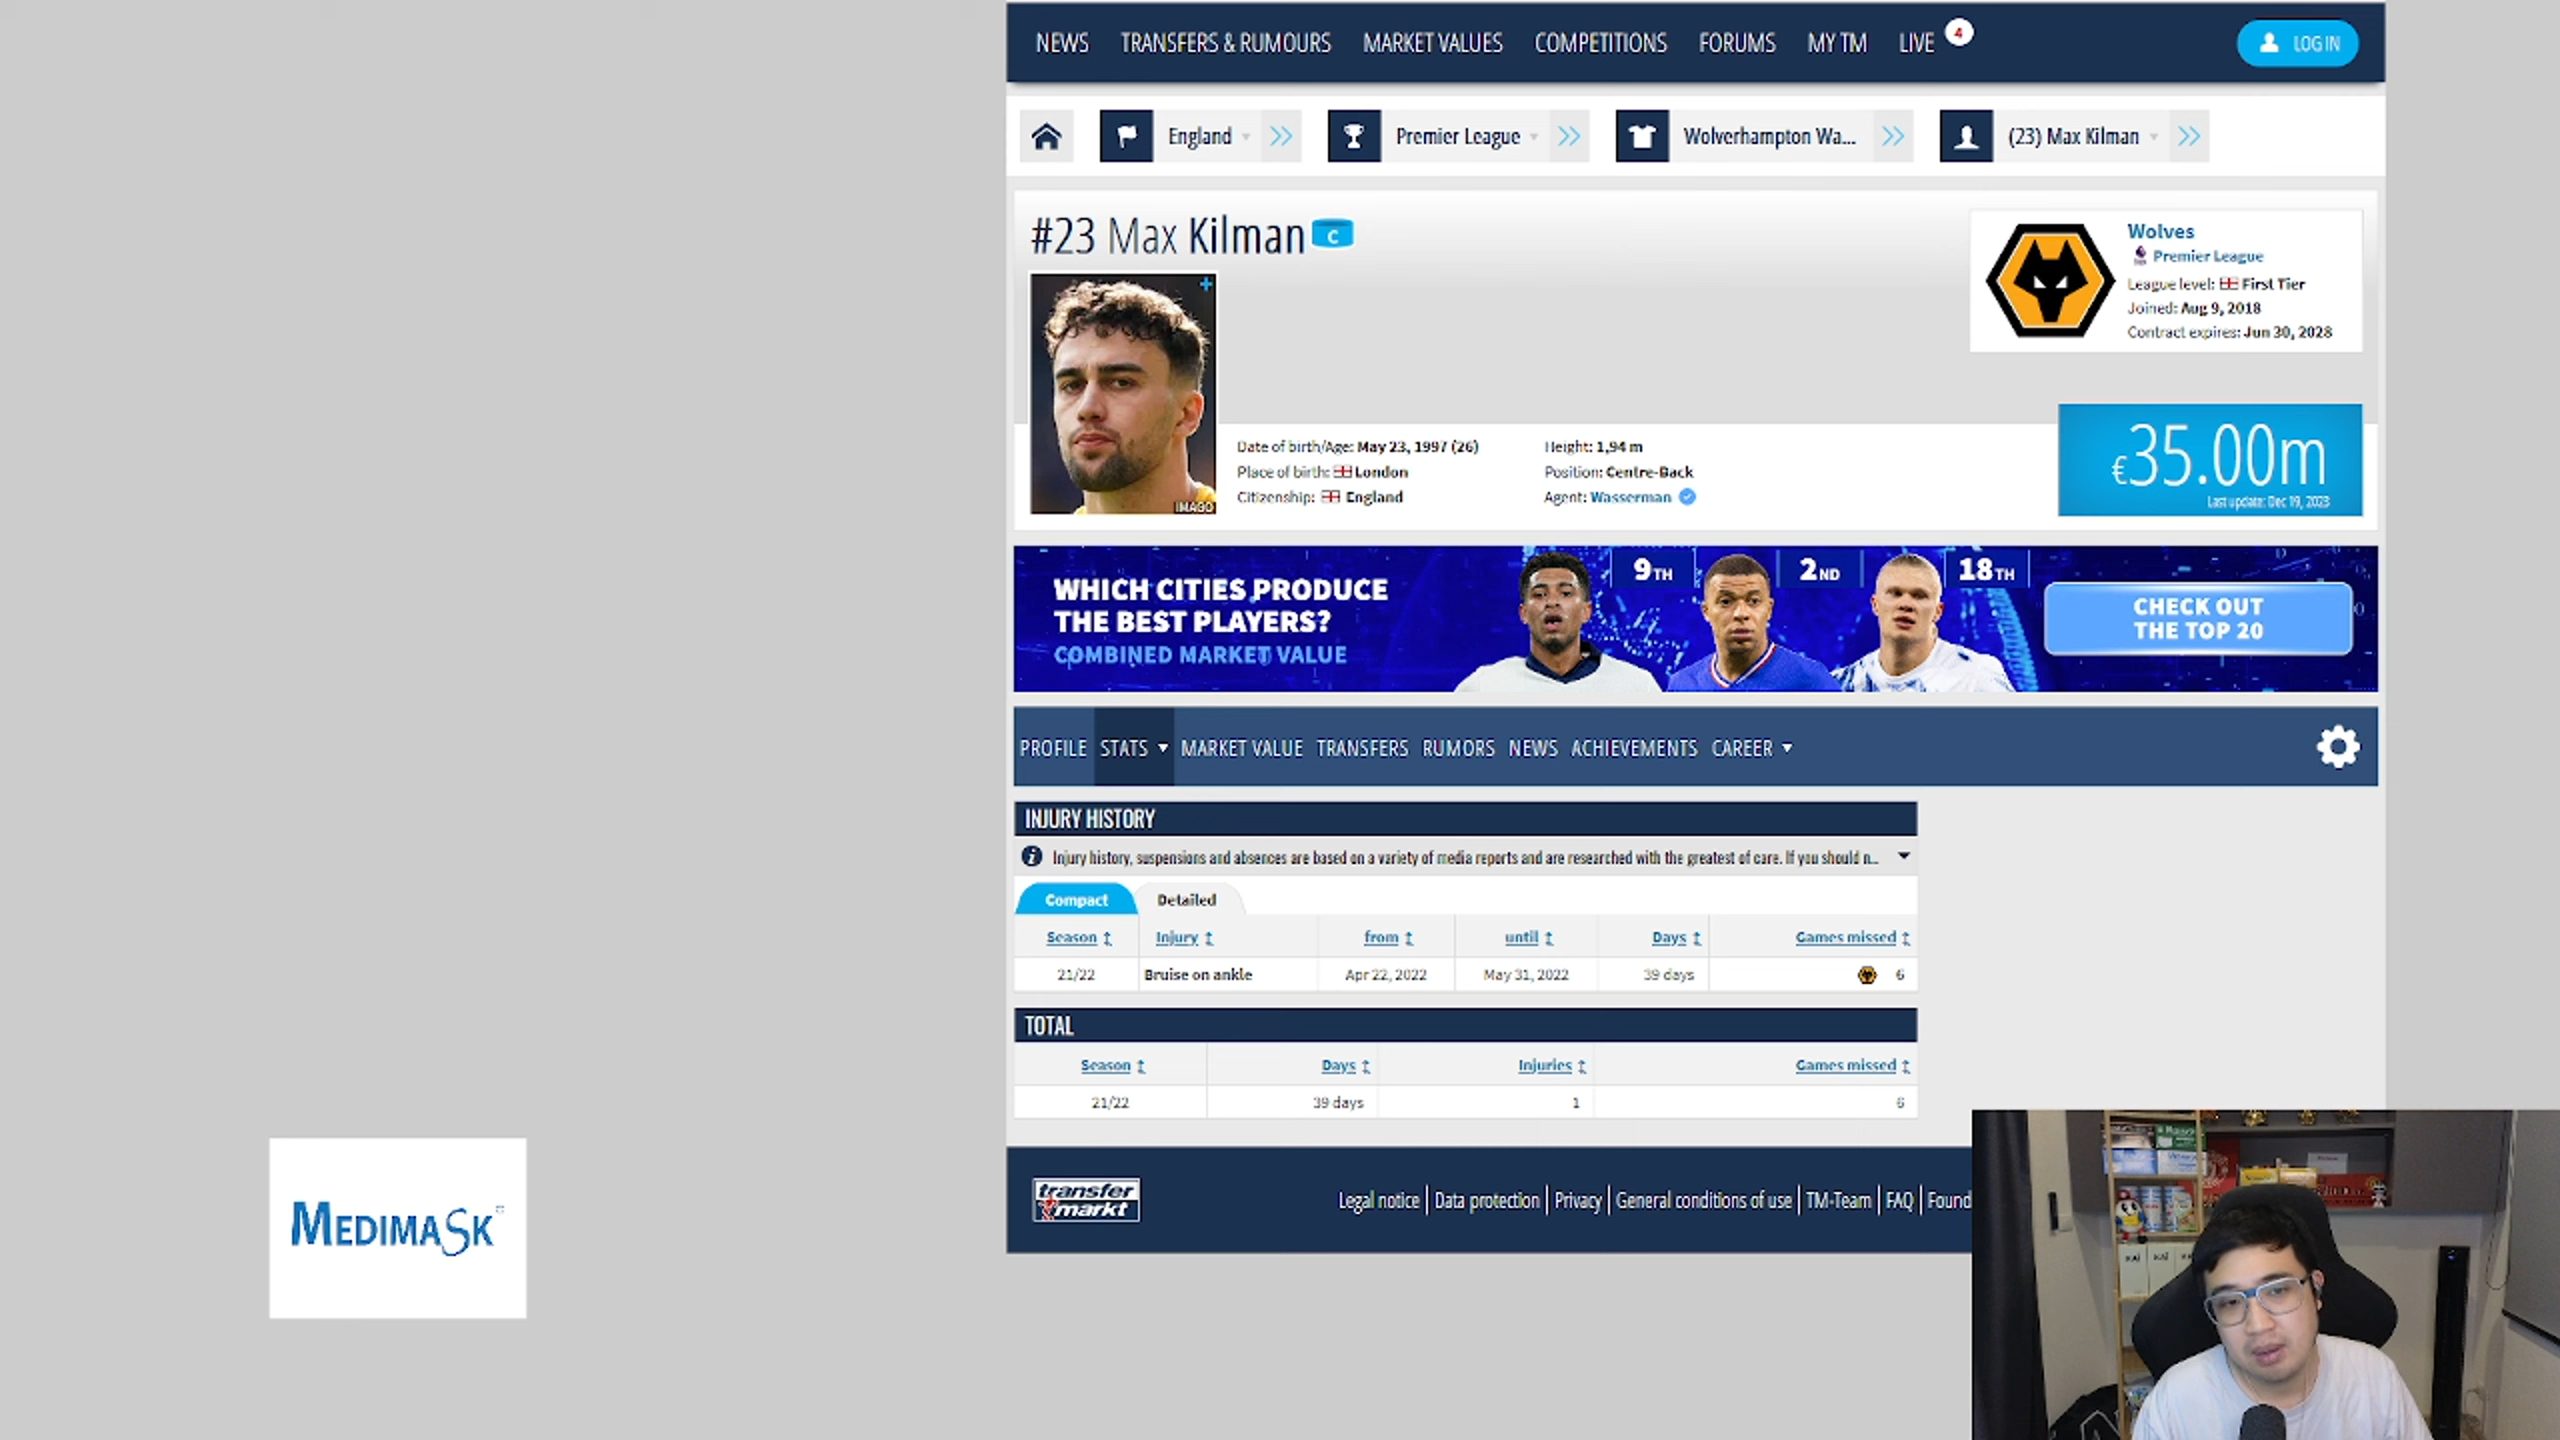 NEWS TRANSFERS & RUMOURS MARKET VALUES COMPETITIONS FORUMS MY TM LIVE 4 LOG IN
England Premier League Wolverhampton Wa... (23) Max Kilman
#23 Max Kilman C
Wolves
Premier League
League level: First Tier
Joined: Aug 9, 2018
Contract expires: Jun 30, 2028
IMAGO
Date of birth/Age: May 23, 1997 (26)
Place of birth: London
Citizenship: England
Height: 1,94 m
Position: Centre-Back
Agent: Wasserman
€35.00m
Last update: Dec 19, 2023
WHICH CITIES PRODUCE
THE BEST PLAYERS?
COMBINED MARKET VALUE
9TH 2ND 18TH
CHECK OUT
THE TOP 20
PROFILE STATS MARKET VALUE TRANSFERS RUMORS NEWS ACHIEVEMENTS CAREER
INJURY HISTORY
Injury history, suspensions and absences are based on a variety of media reports and are researched with the greatest of care. If you should n...
Compact Detailed
Season Injury from until Days Games missed
21/22 Bruise on ankle Apr 22, 2022 May 31, 2022 39 days 6
TOTAL
Season Days Injuries Games missed
21/22 39 days 1 6
transfer
markt
Legal notice Data protection Privacy General conditions of use TM-Team FAQ Found
MEDIMASK